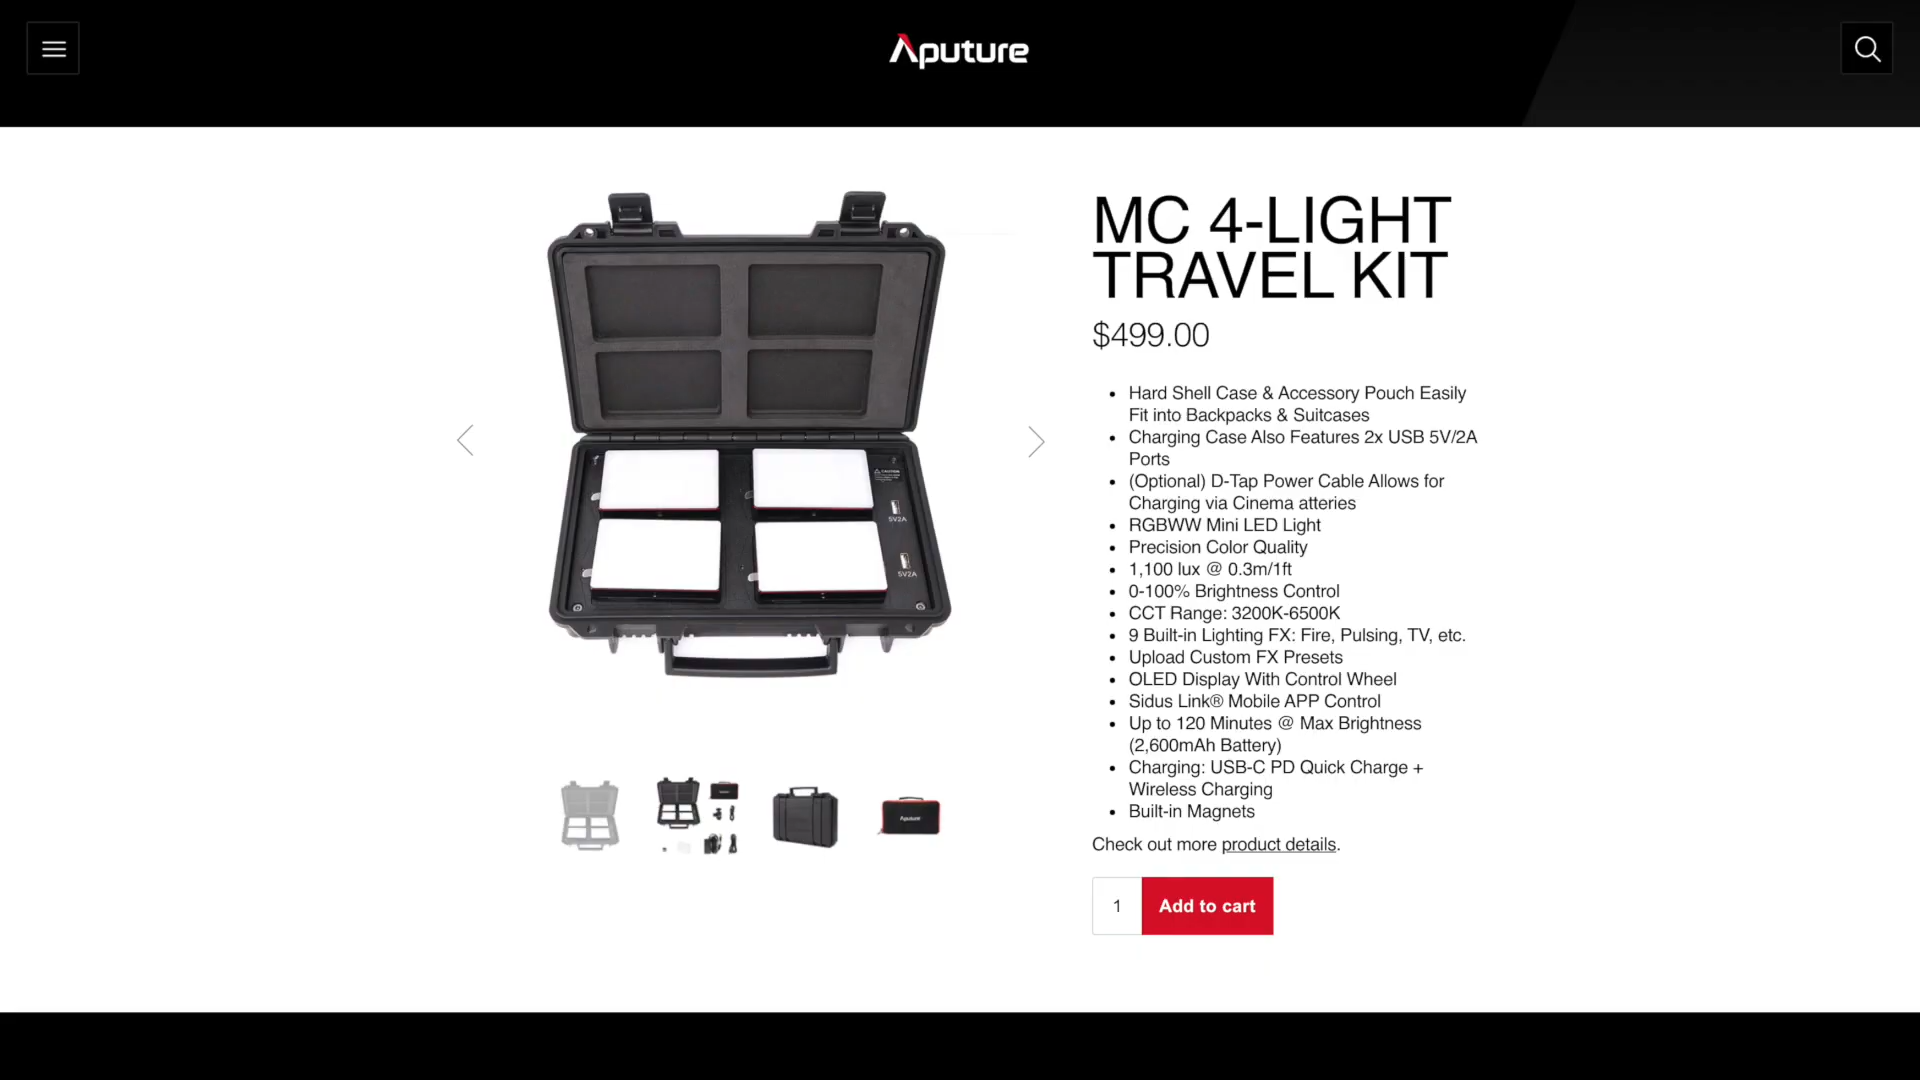 Aputure
MC 4-LIGHT
TRAVEL KIT
$499.00
Hard Shell Case & Accessory Pouch Easily
Fit into Backpacks & Suitcases
Charging Case Also Features 2x USB 5V/2A
Ports
(Optional) D-Tap Power Cable Allows for
Charging via Cinema atteries
RGBWW Mini LED Light
Precision Color Quality
1,100 lux @ 0.3m/1ft
0-100% Brightness Control
CCT Range: 3200K-6500K
9 Built-in Lighting FX: Fire, Pulsing, TV, etc.
Upload Custom FX Presets
OLED Display With Control Wheel
Sidus Link® Mobile APP Control
Up to 120 Minutes @ Max Brightness
(2,600mAh Battery)
Charging: USB-C PD Quick Charge +
Wireless Charging
Built-in Magnets
Check out more product details.
1 Add to cart
CAUTION
5V2A
5V2A
Aputure